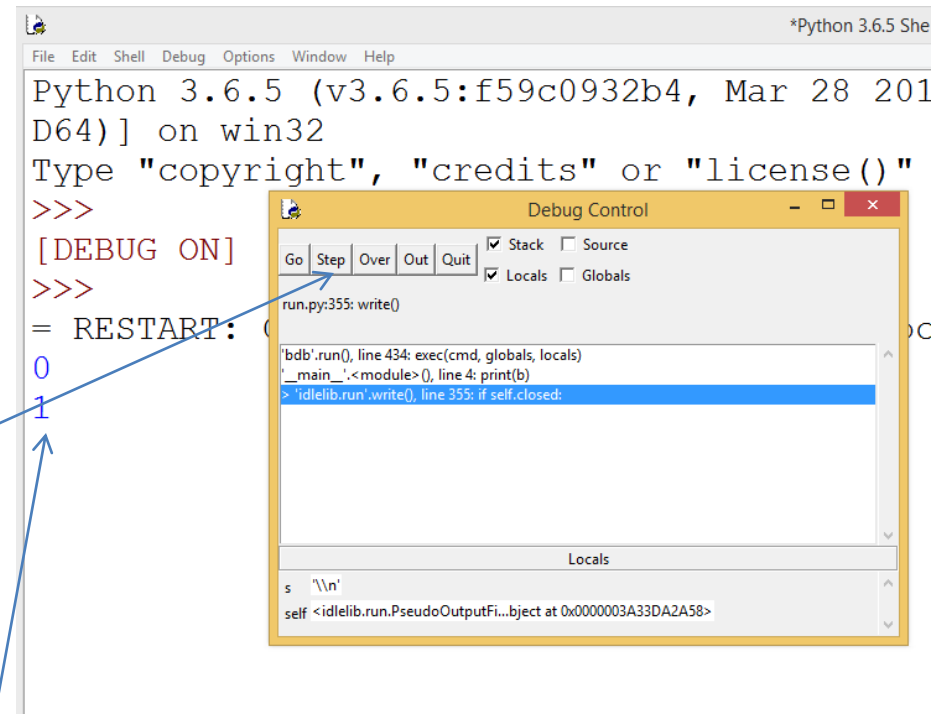 *Python 3.6.5 She
File Edit Shell Debug Options Window Help
Python 3.6.5 (v3.6.5:f59c0932b4, Mar 28 201
D64)] on win32
Type "copyright", "credits" or "license()"
>>>
[DEBUG ON]
>>>
= RESTART:
0
1
Debug Control
Go Step Over Out Quit
Stack Source
Locals Globals
run.py:355: write()
'bdb'.run(), line 434: exec(cmd, globals, locals)
'__main__'.<module>(), line 4: print(b)
> 'idlelib.run'.write(), line 355: if self.closed:
Locals
s '\\n'
self <idlelib.run.PseudoOutputFi...bject at 0x0000003A33DA2A58>